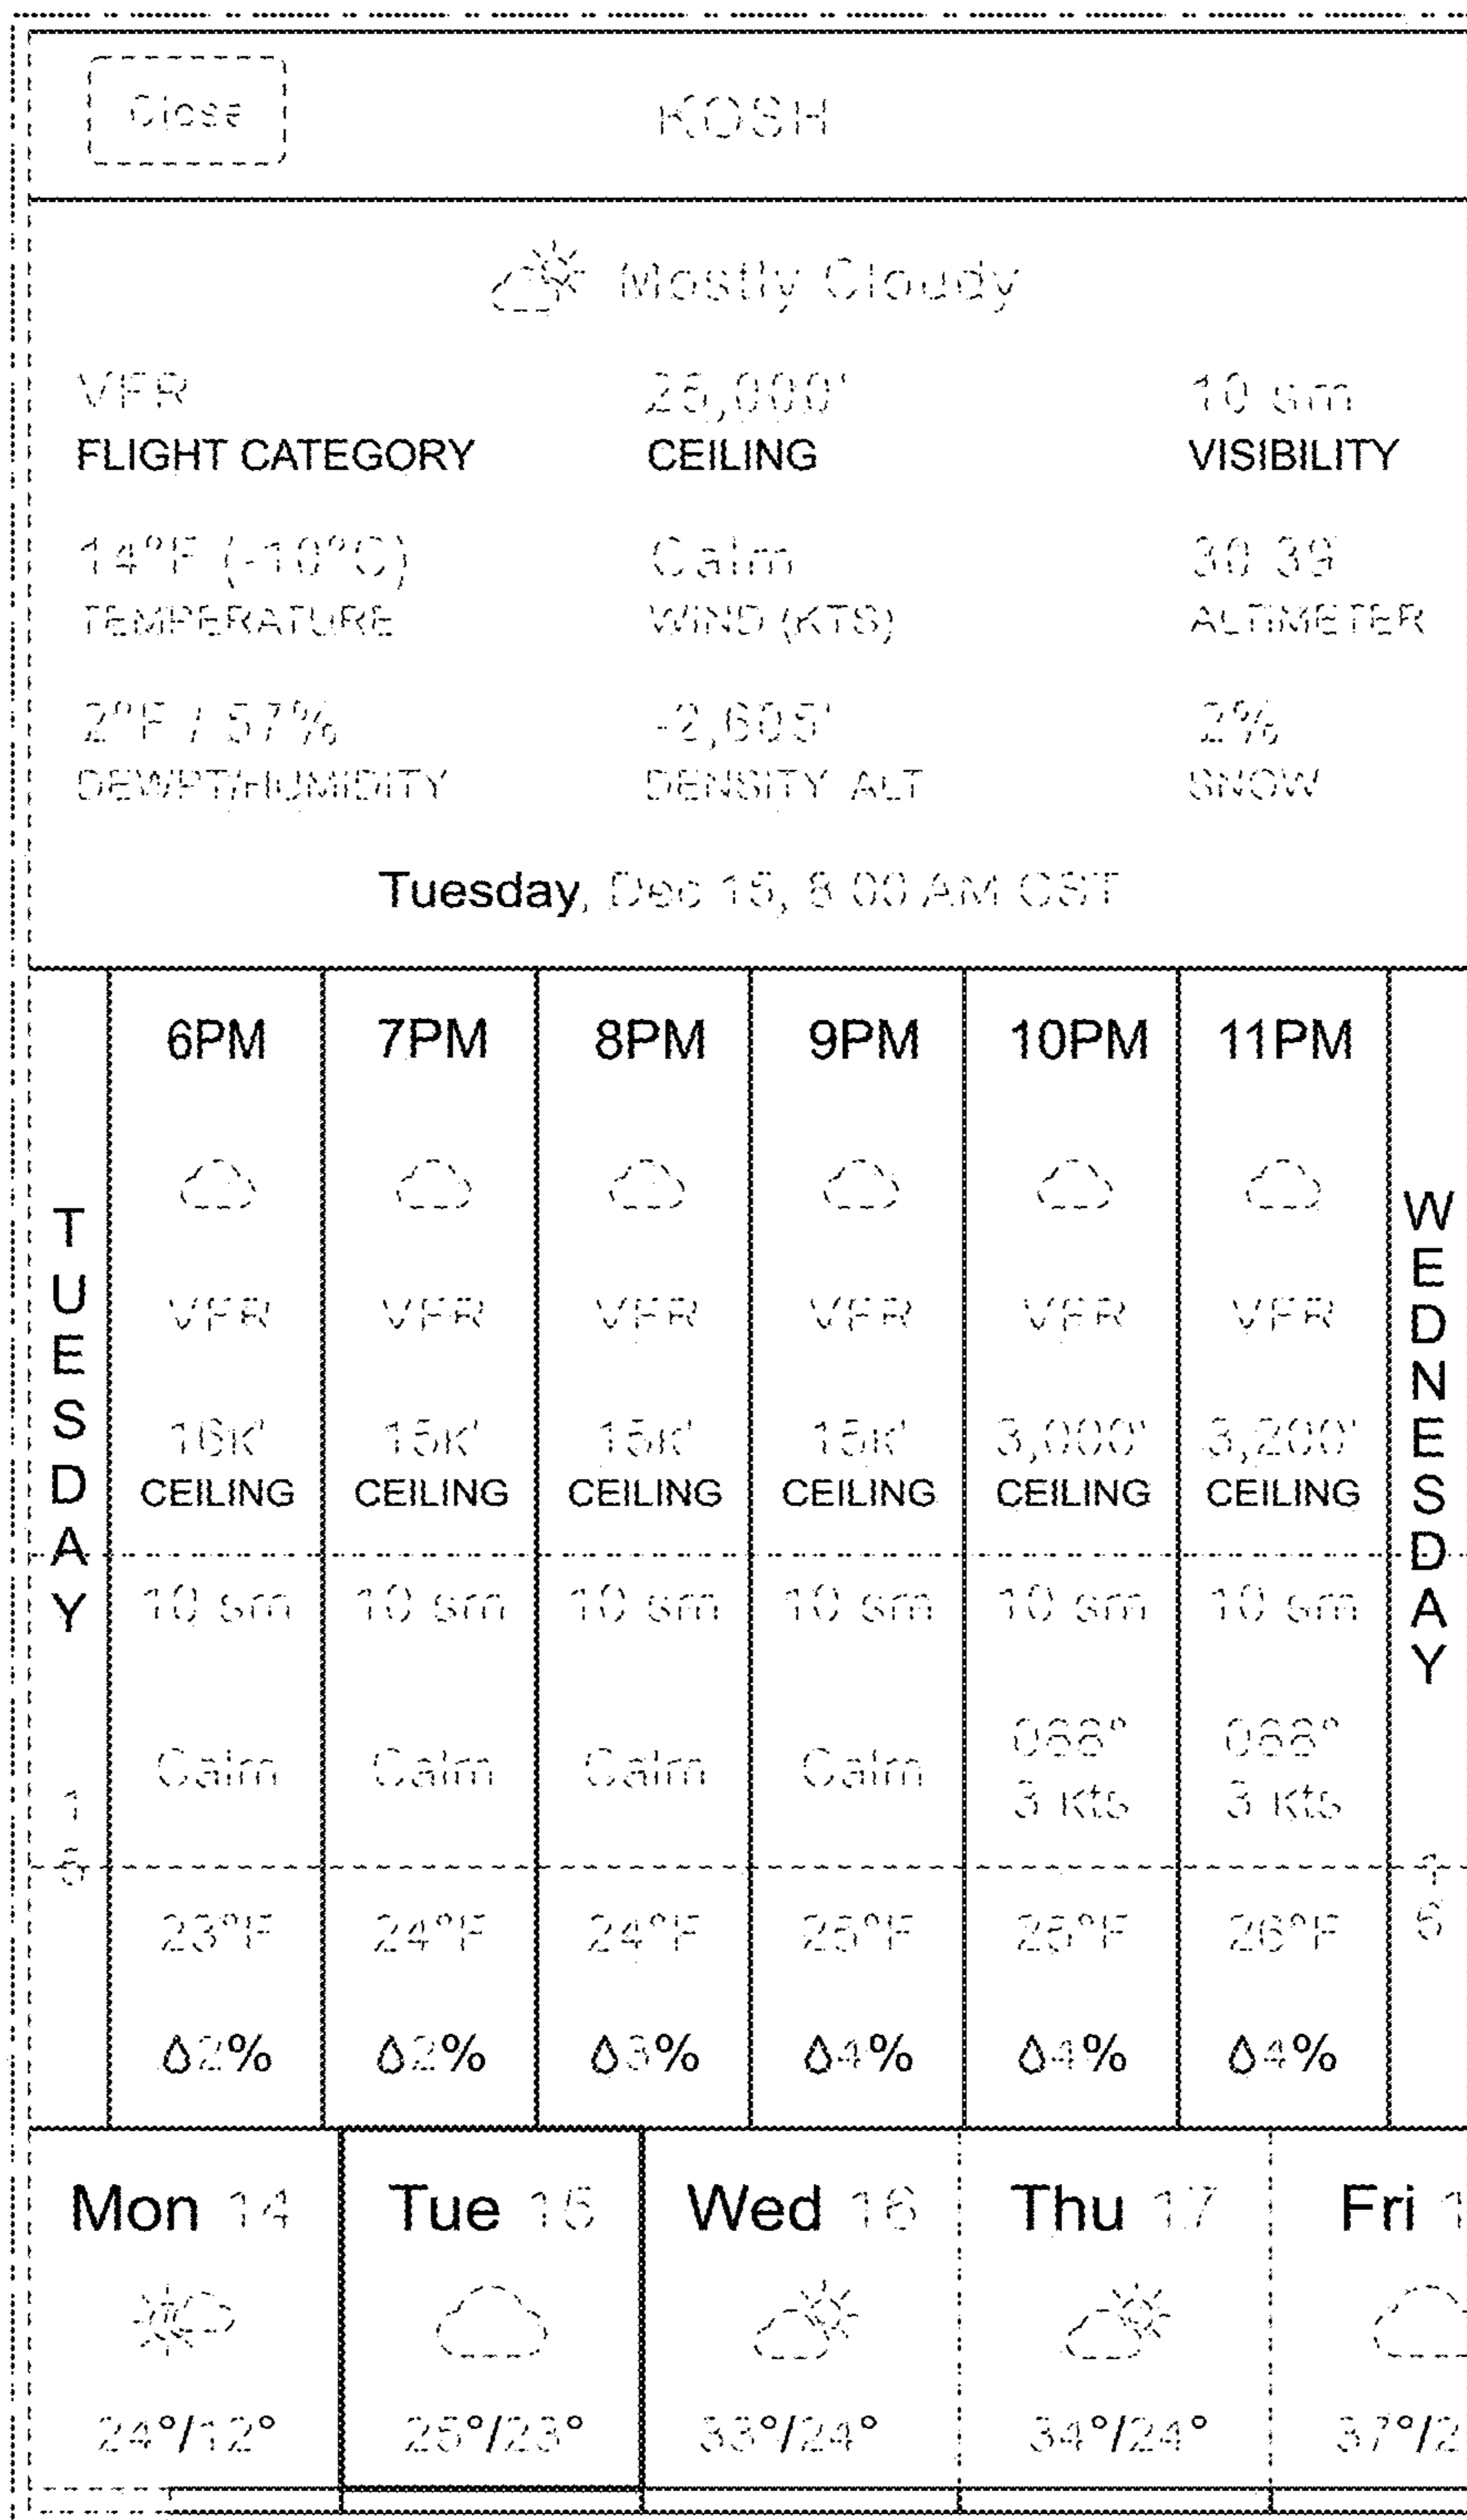 Close KOSH
Mostly Cloudy
VFR 25,000' 10 sm
FLIGHT CATEGORY CEILING VISIBILITY
14°F (-10°C) Calm 30.39
TEMPERATURE WIND (KTS) ALTIMETER
2°F / 57% -2,605' 2%
DEWPT/HUMIDITY DENSITY ALT SNOW
Tuesday, Dec 15, 8:00 AM CST
TUESDAY 15
6PM 7PM 8PM 9PM 10PM 11PM
VFR VFR VFR VFR VFR VFR
16K' 15K' 15K' 15K' 3,000' 3,200'
CEILING CEILING CEILING CEILING CEILING CEILING
10 sm 10 sm 10 sm 10 sm 10 sm 10 sm
Calm Calm Calm Calm
3 kts 3 kts
23°F 24°F 24°F 25°F 25°F 26°F
2% 2% 3% 4% 4% 4%
WEDNESDAY 16
Mon 14 Tue 15 Wed 16 Thu 17 Fri 1
24°/12° 25°/23° 33°/24° 34°/24° 37°/2